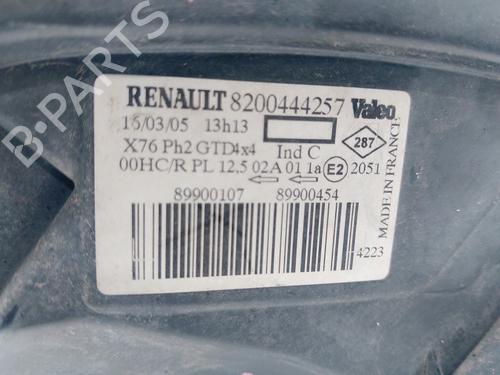 B-PARTS
RENAULT 8200444257 Valeo
16/03/05 13h13
X76 Ph2 GTD4x4 Ind C 287
00HC/R PL 12,5 02A 01 1a E2 2051
89900107 89900454
4223
MADE IN FRANCE